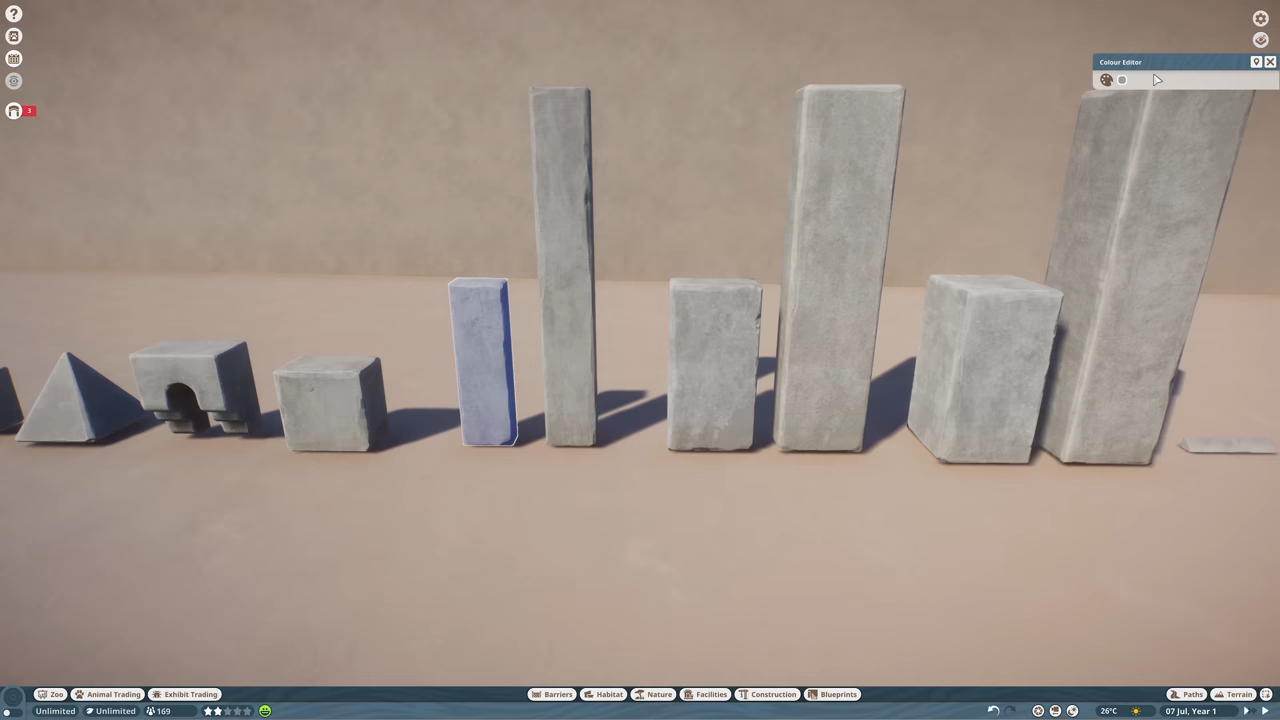 Colour Editor
3
Zoo
Animal Trading
Exhibit Trading
Barriers
Habitat
Nature
Facilities
Construction
Blueprints
Paths
Terrain
Unlimited
Unlimited
169
26°C
07 Jul, Year 1